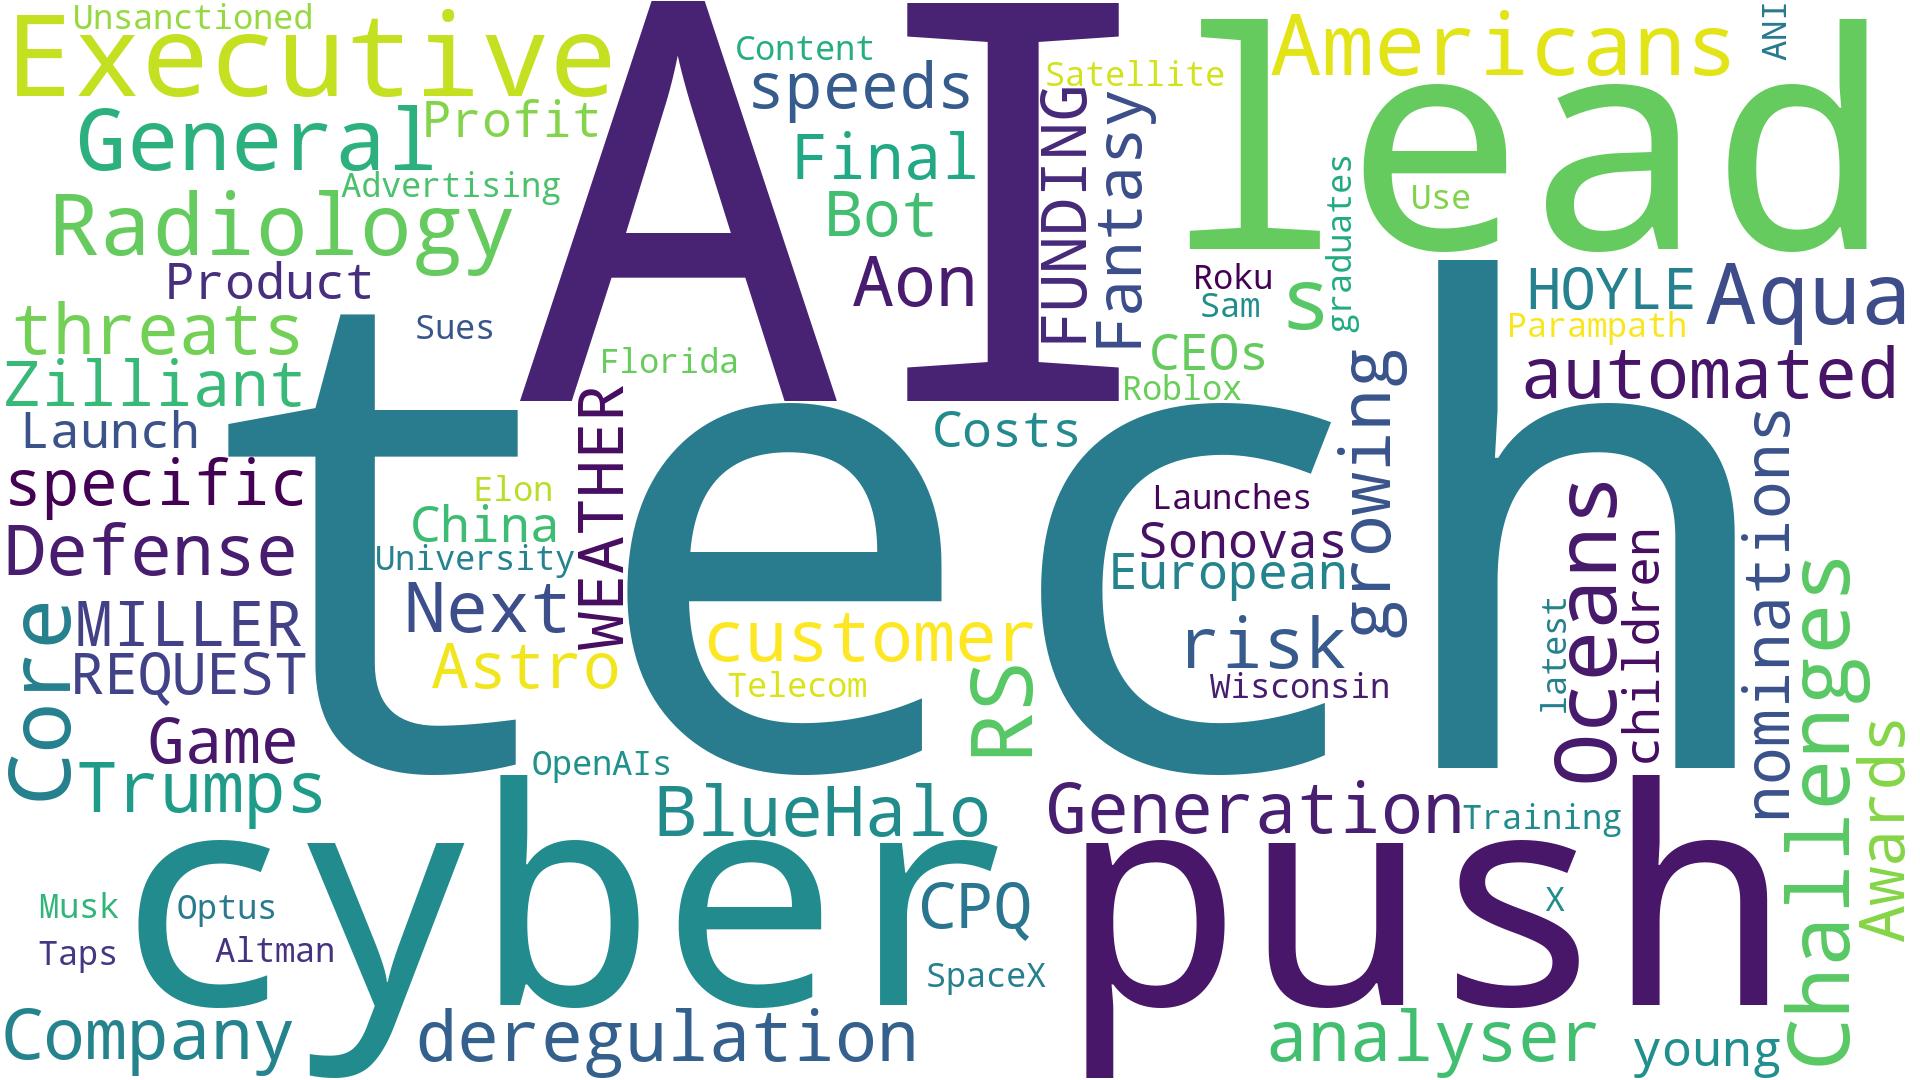 Unsanctioned
Executive
AI
Content
speeds
Satellite
lead
Americans
ANI
General
Profit
Final
FUNDING
Fantasy
Advertising
Radiology
Bot
graduates
Use
Product
Aon
Roku
Sam
s
HOYLE
Aqua
Parampath
threats
Sues
Florida
CEOs
Roblox
automated
Zilliant
tech
WEATHER
Launch
Costs
growing
nominations
specific
Elon
China
University
Launches
Sonovas
European
Oceans
children
latest
Defense
Next
Core
MILLER
REQUEST
Astro
customer
Telecom
RS
risk
Wisconsin
Challenges
Awards
Game
Trumps
OpenAIs
BlueHalo
Generation
Training
cyber
push
Musk
Optus
Taps
Altman
CPQ
SpaceX
X
Company
deregulation
analyser
young